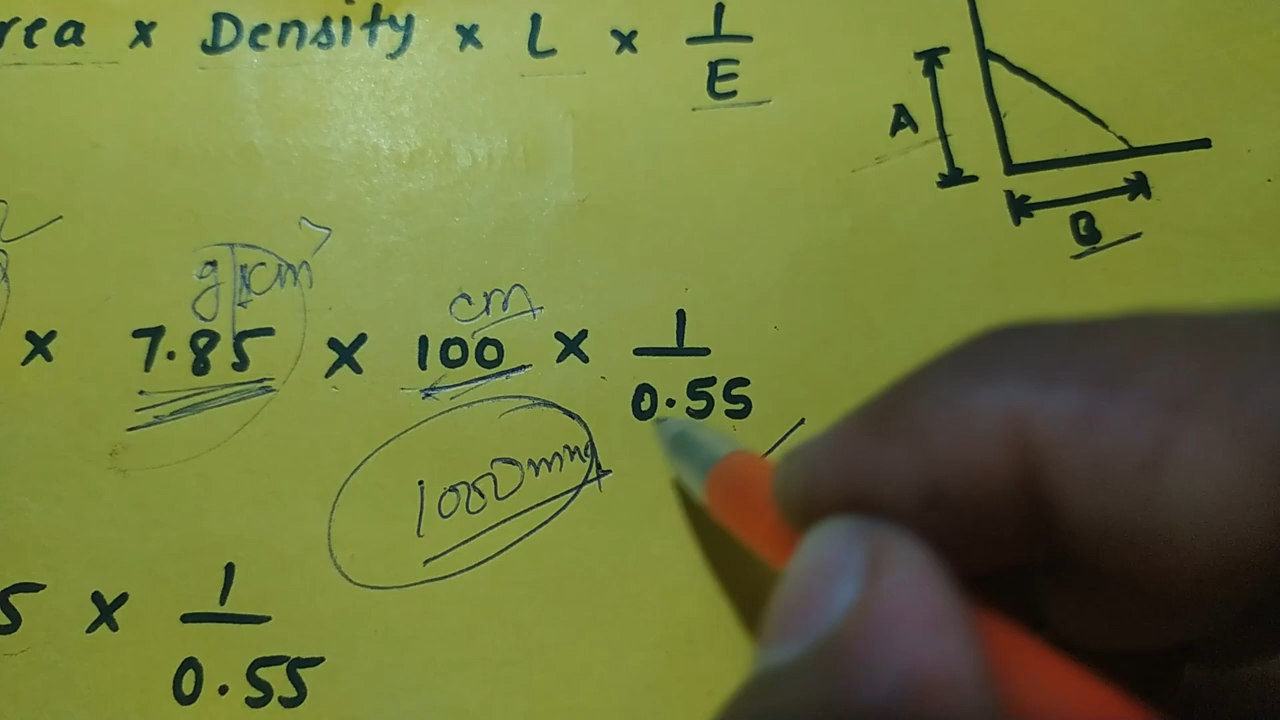 rea x Density x L x 1/E
A
B
g/cm³
cm
x 7.85 x 100 x 1/0.55
1000mm
5 x 1/0.55